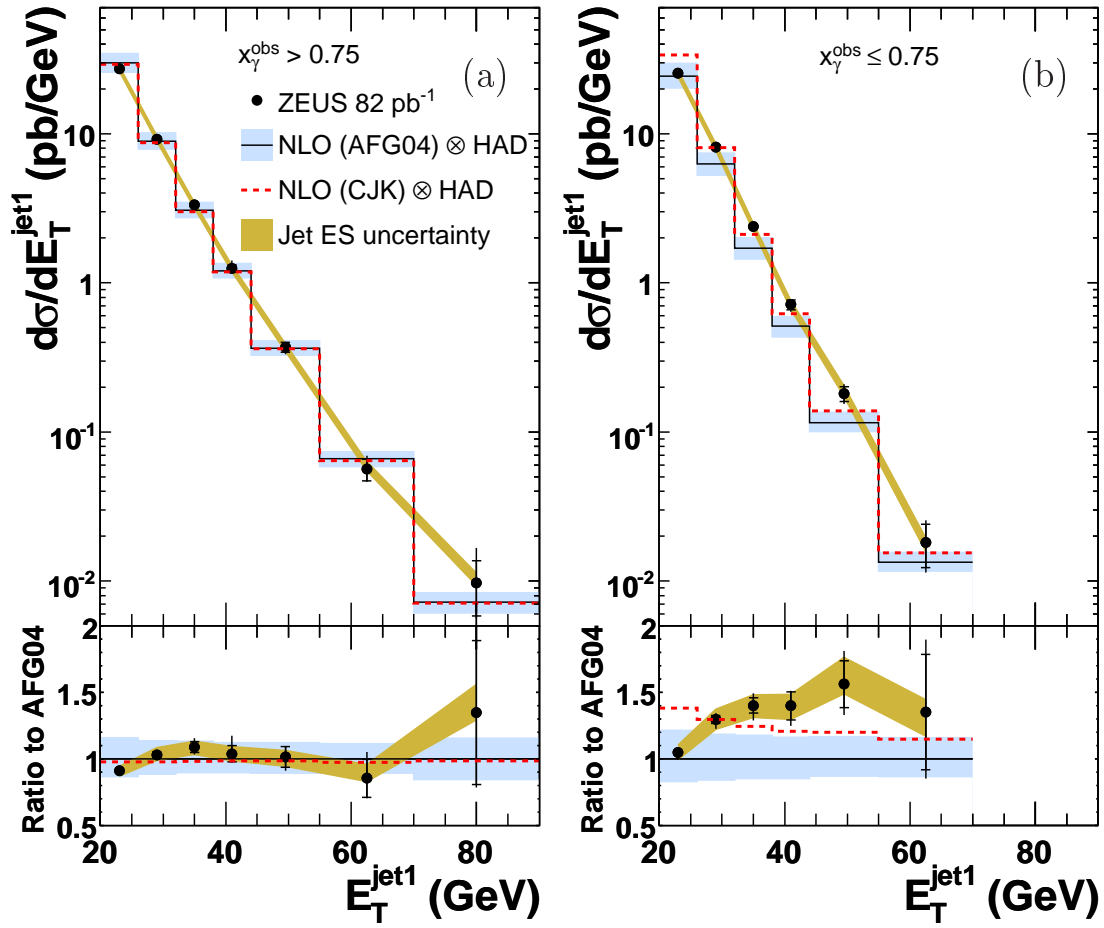 dσ/dE_T^jet1 (pb/GeV)
10
1
10^-1
10^-2
x_γ^obs > 0.75
(a)
ZEUS 82 pb^-1
NLO (AFG04) ⊗ HAD
NLO (CJK) ⊗ HAD
Jet ES uncertainty
Ratio to AFG04
2
1.5
1
0.5
20 40 60 80
E_T^jet1 (GeV)
dσ/dE_T^jet1 (pb/GeV)
10
1
10^-1
10^-2
x_γ^obs ≤ 0.75
(b)
Ratio to AFG04
2
1.5
1
0.5
20 40 60 80
E_T^jet1 (GeV)